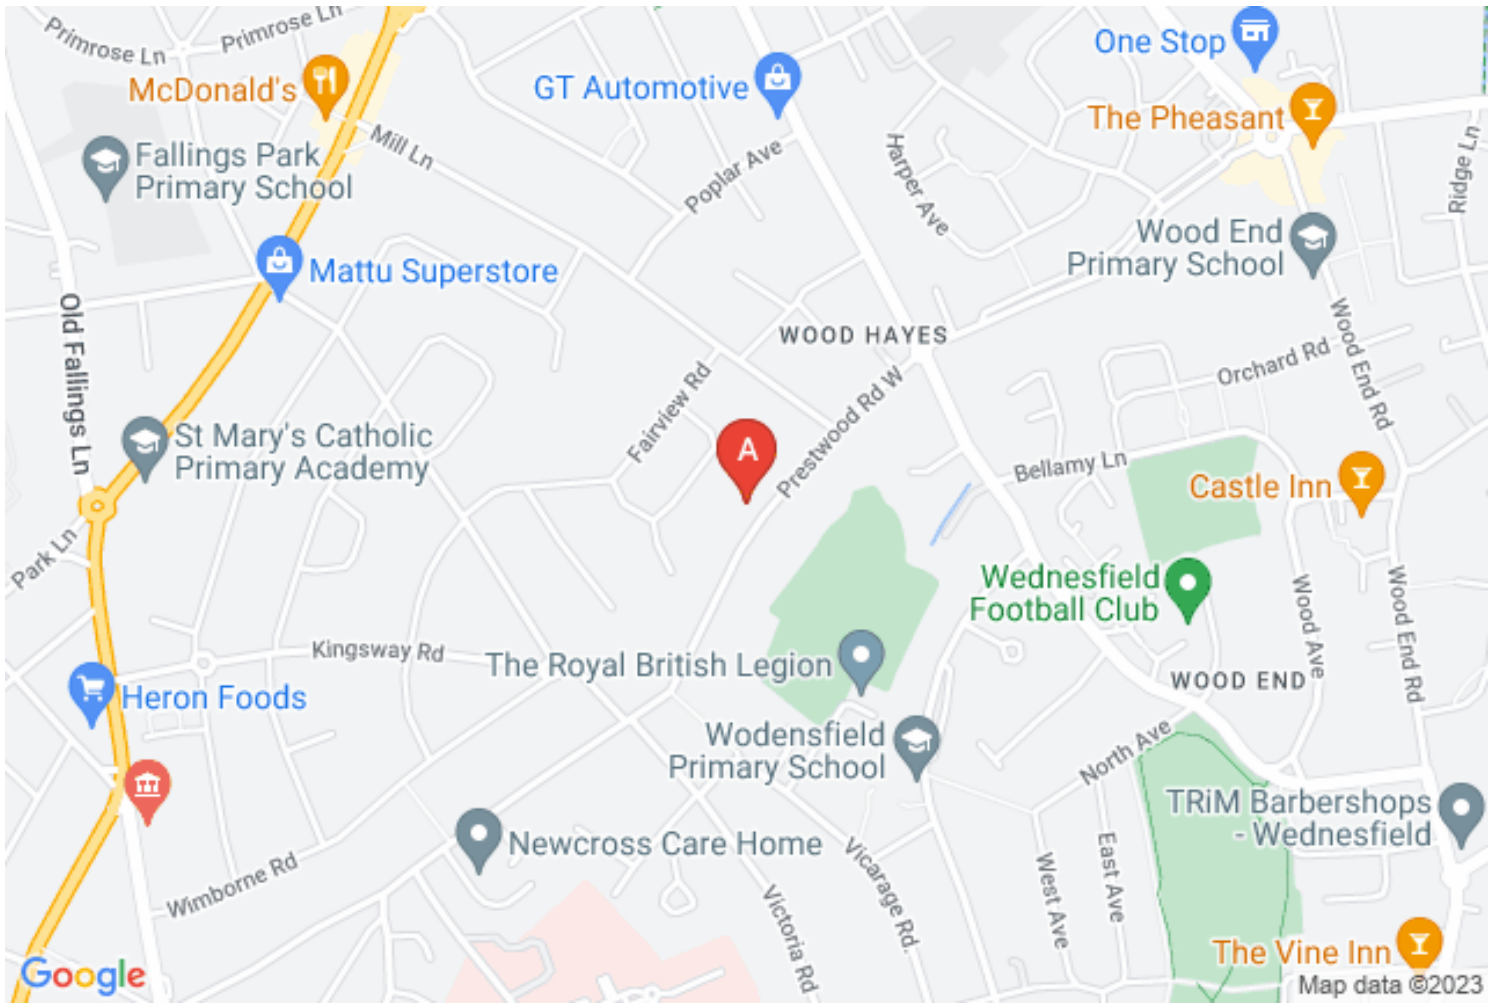 Primrose Ln
Primrose Ln
One Stop
McDonald's
GT Automotive
The Pheasant
Mill Ln
Fallings Park
Primary School
Poplar Ave
Harper Ave
Ridge Ln
Wood End
Primary School
Mattu Superstore
Old Fallings Ln
WOOD HAYES
Wood End Rd
Orchard Rd
Fairview Rd
Prestwood Rd W
St Mary's Catholic
Primary Academy
A
Bellamy Ln
Castle Inn
Park Ln
Wednesfield
Football Club
Wood Ave
Wood End Rd
Kingsway Rd
The Royal British Legion
WOOD END
Heron Foods
Wodensfield
Primary School
North Ave
TRiM Barbershops
- Wednesfield
Newcross Care Home
Vicarage Rd.
East Ave
West Ave
Wimborne Rd
Victoria Rd
The Vine Inn
Google
Map data ©2023